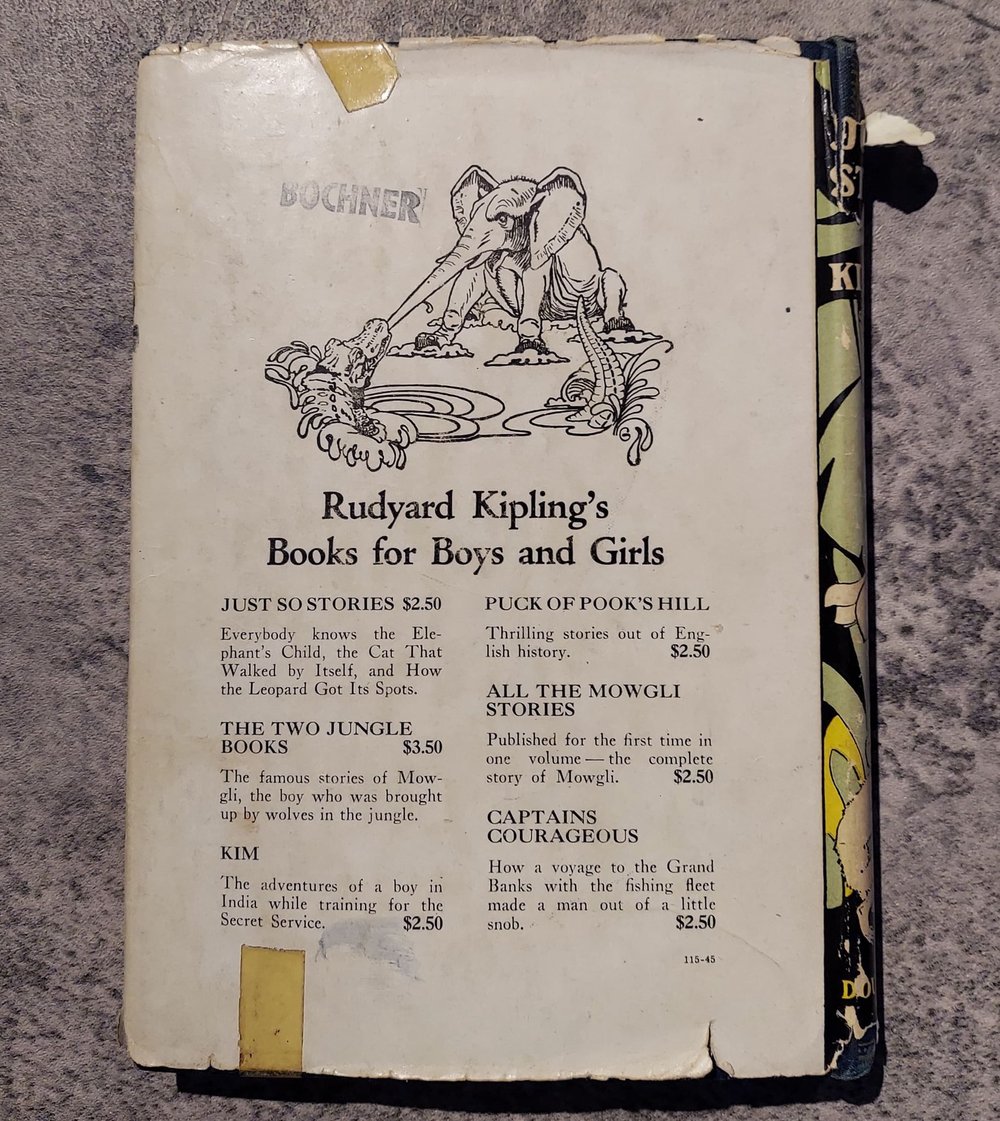 BOCHNER
Rudyard Kipling's
Books for Boys and Girls
JUST SO STORIES $2.50
Everybody knows the Ele-
phant's Child, the Cat That
Walked by Itself, and How
the Leopard Got Its Spots.
THE TWO JUNGLE
BOOKS $3.50
The famous stories of Mow-
gli, the boy who was brought
up by wolves in the jungle.
KIM
The adventures of a boy in
India while training for the
Secret Service. $2.50
PUCK OF POOK'S HILL
Thrilling stories out of Eng-
lish history. $2.50
ALL THE MOWGLI
STORIES
Published for the first time in
one volume — the complete
story of Mowgli. $2.50
CAPTAINS
COURAGEOUS
How a voyage to the Grand
Banks with the fishing fleet
made a man out of a little
snob. $2.50
115-45